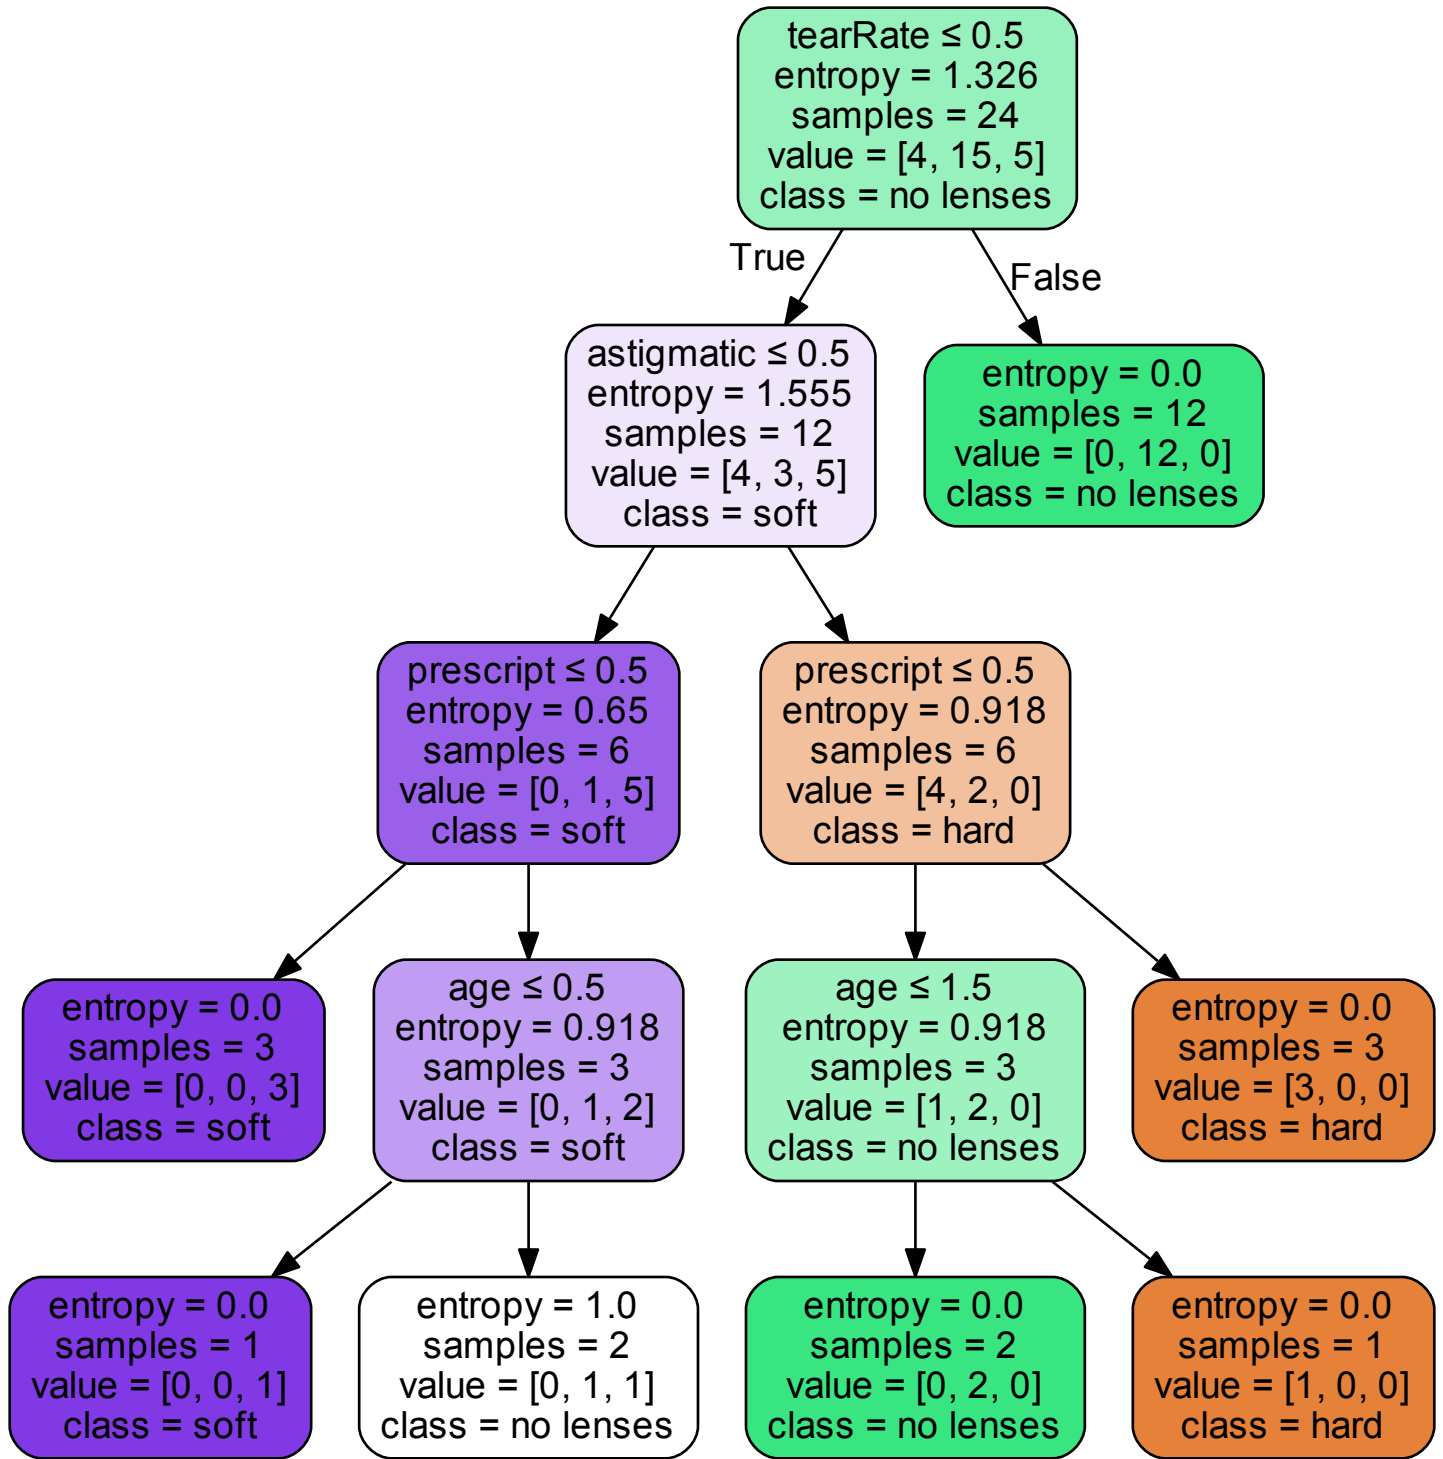 tearRate ≤ 0.5
entropy = 1.326
samples = 24
value = [4, 15, 5]
class = no lenses
True
False
astigmatic ≤ 0.5
entropy = 1.555
samples = 12
value = [4, 3, 5]
class = soft
entropy = 0.0
samples = 12
value = [0, 12, 0]
class = no lenses
prescript ≤ 0.5
entropy = 0.65
samples = 6
value = [0, 1, 5]
class = soft
prescript ≤ 0.5
entropy = 0.918
samples = 6
value = [4, 2, 0]
class = hard
entropy = 0.0
samples = 3
value = [0, 0, 3]
class = soft
age ≤ 0.5
entropy = 0.918
samples = 3
value = [0, 1, 2]
class = soft
age ≤ 1.5
entropy = 0.918
samples = 3
value = [1, 2, 0]
class = no lenses
entropy = 0.0
samples = 3
value = [3, 0, 0]
class = hard
entropy = 0.0
samples = 1
value = [0, 0, 1]
class = soft
entropy = 1.0
samples = 2
value = [0, 1, 1]
class = no lenses
entropy = 0.0
samples = 2
value = [0, 2, 0]
class = no lenses
entropy = 0.0
samples = 1
value = [1, 0, 0]
class = hard